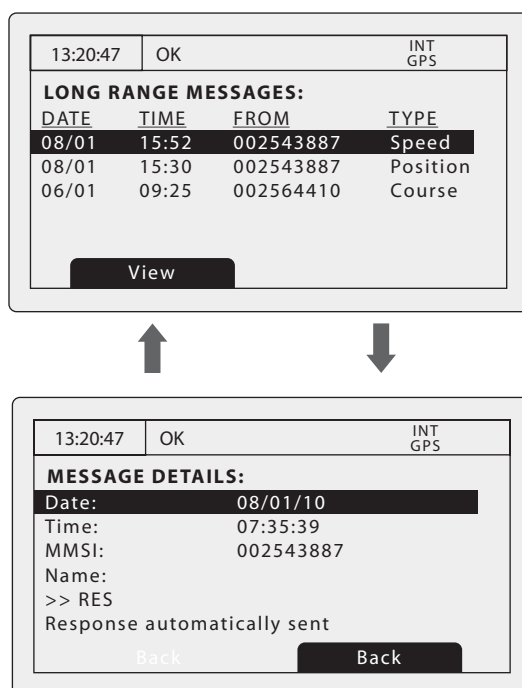 13:20:47 OK INT
GPS
LONG RANGE MESSAGES:
DATE TIME FROM TYPE
08/01 15:52 002543887 Speed
08/01 15:30 002543887 Position
06/01 09:25 002564410 Course
View
13:20:47 OK INT
GPS
MESSAGE DETAILS:
Date: 08/01/10
Time: 07:35:39
MMSI: 002543887
Name:
>> RES
Response automatically sent
Back Back